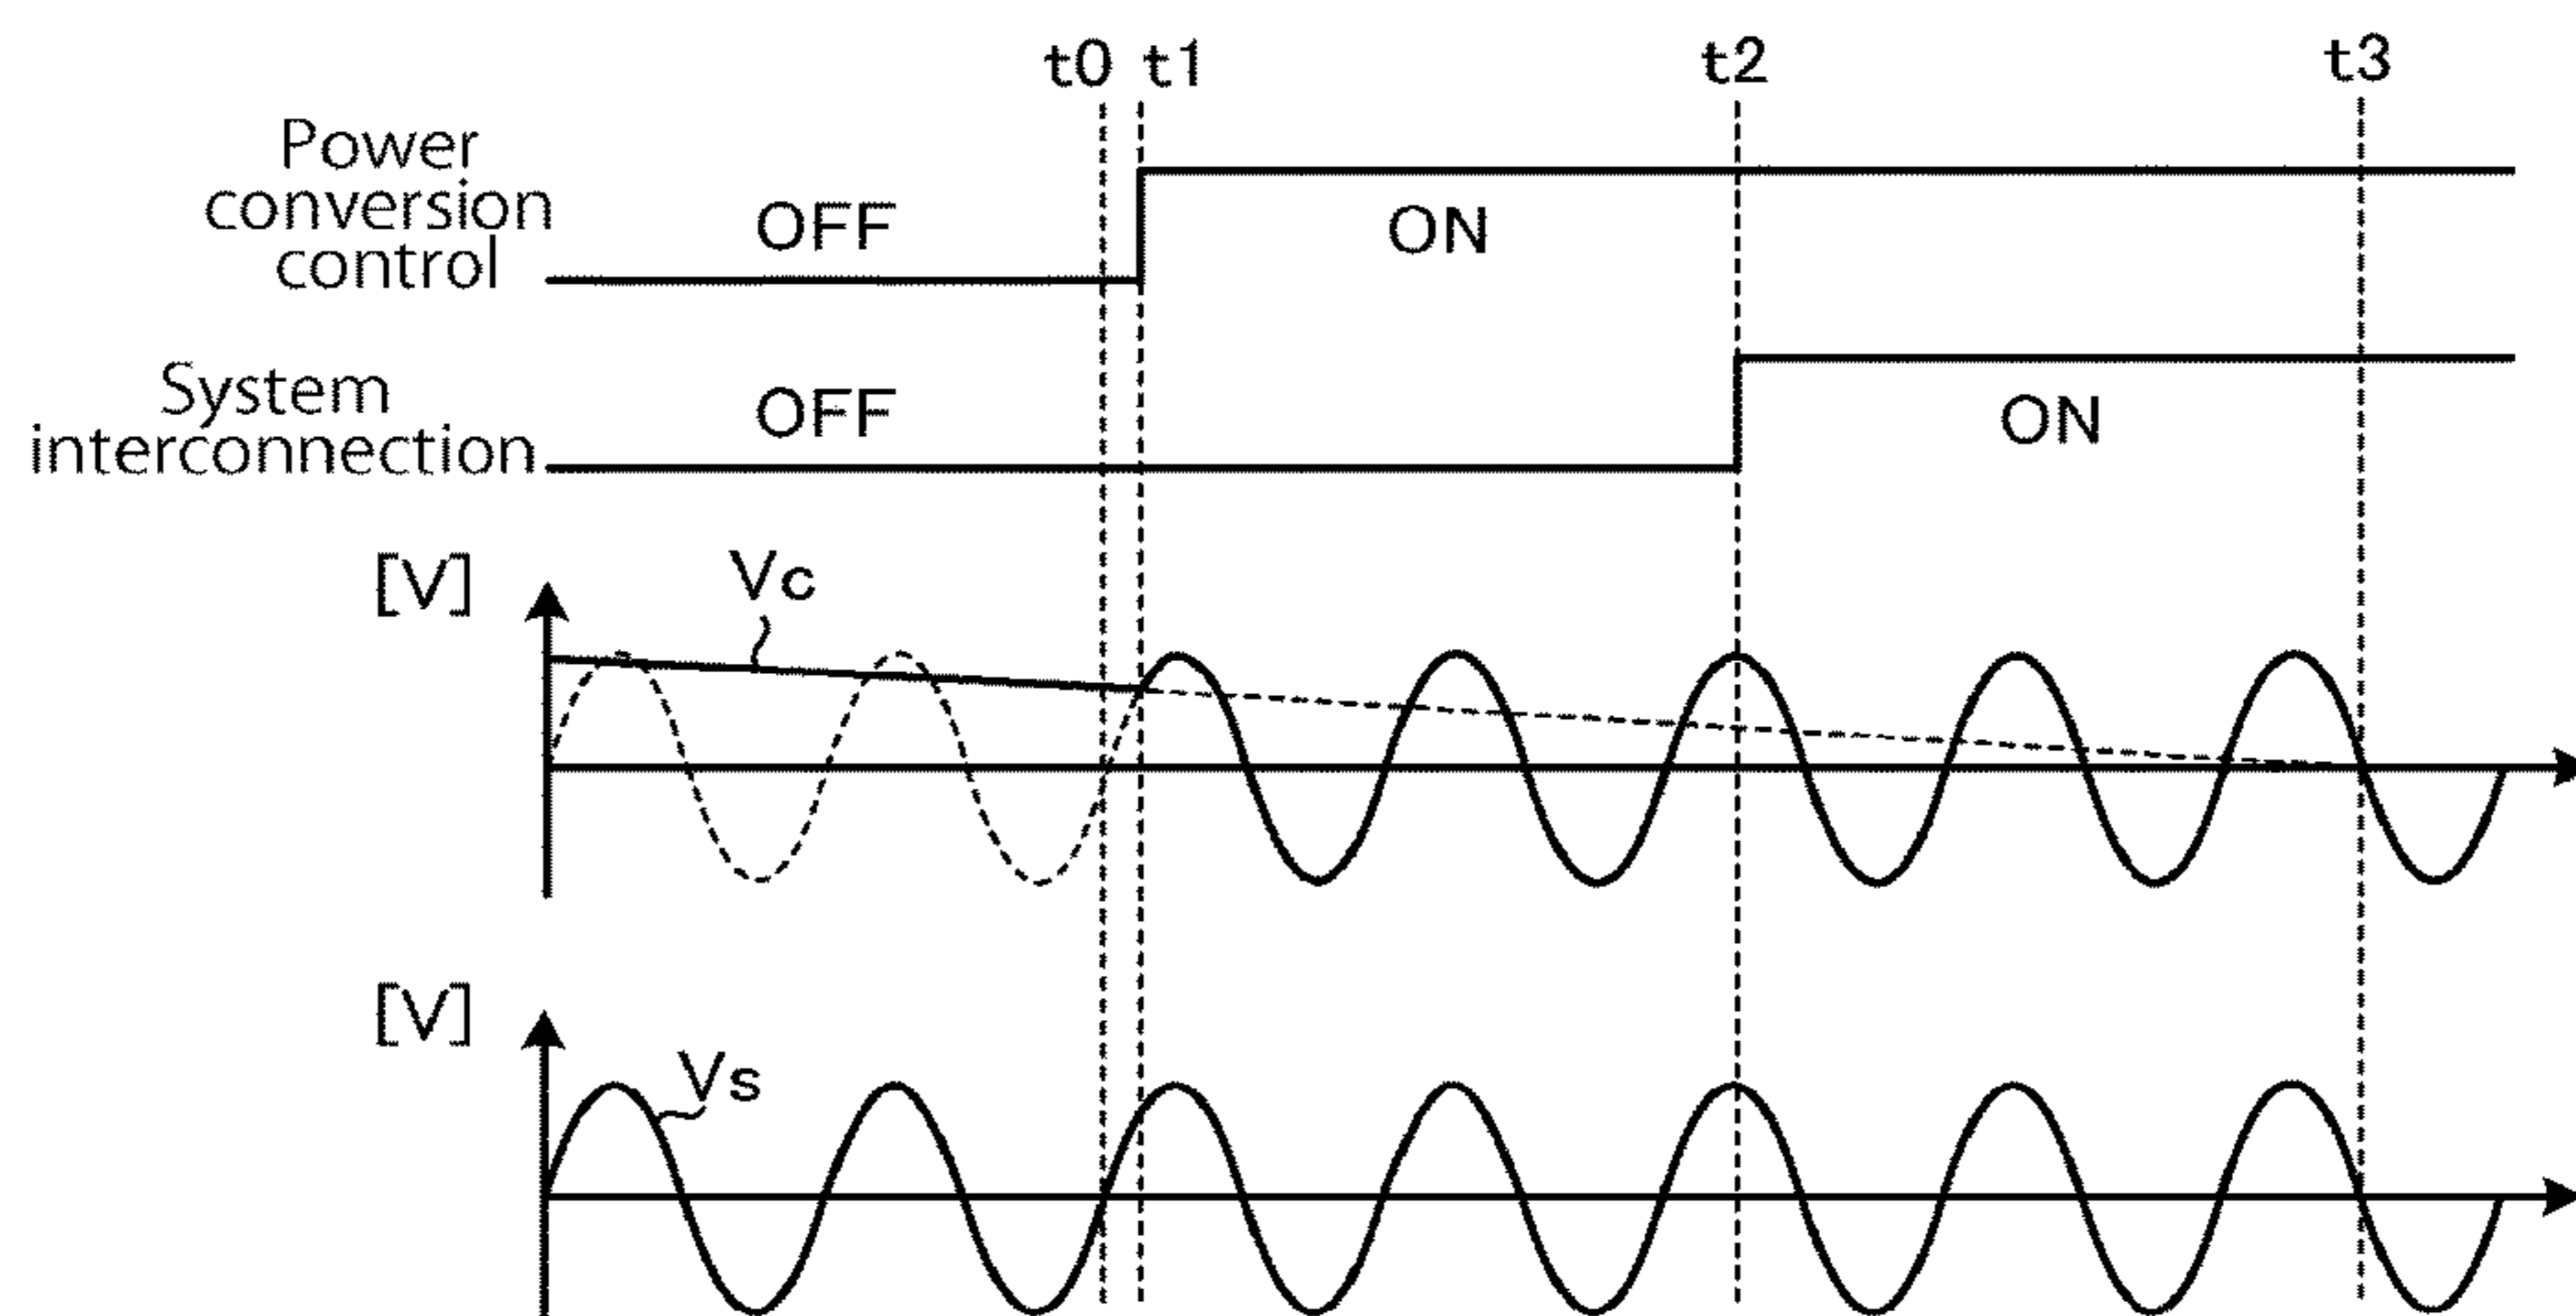 t0 t1 t2 t3
Power
conversion
control
OFF
ON
System
interconnection
OFF
ON
[V]
Vc
[V]
Vs